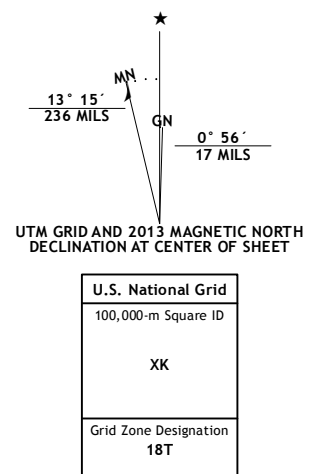 ★
MN
13° 15´
236 MILS
GN
0° 56´
17 MILS
UTM GRID AND 2013 MAGNETIC NORTH
DECLINATION AT CENTER OF SHEET
U.S. National Grid
100,000-m Square ID
XK
Grid Zone Designation
18T